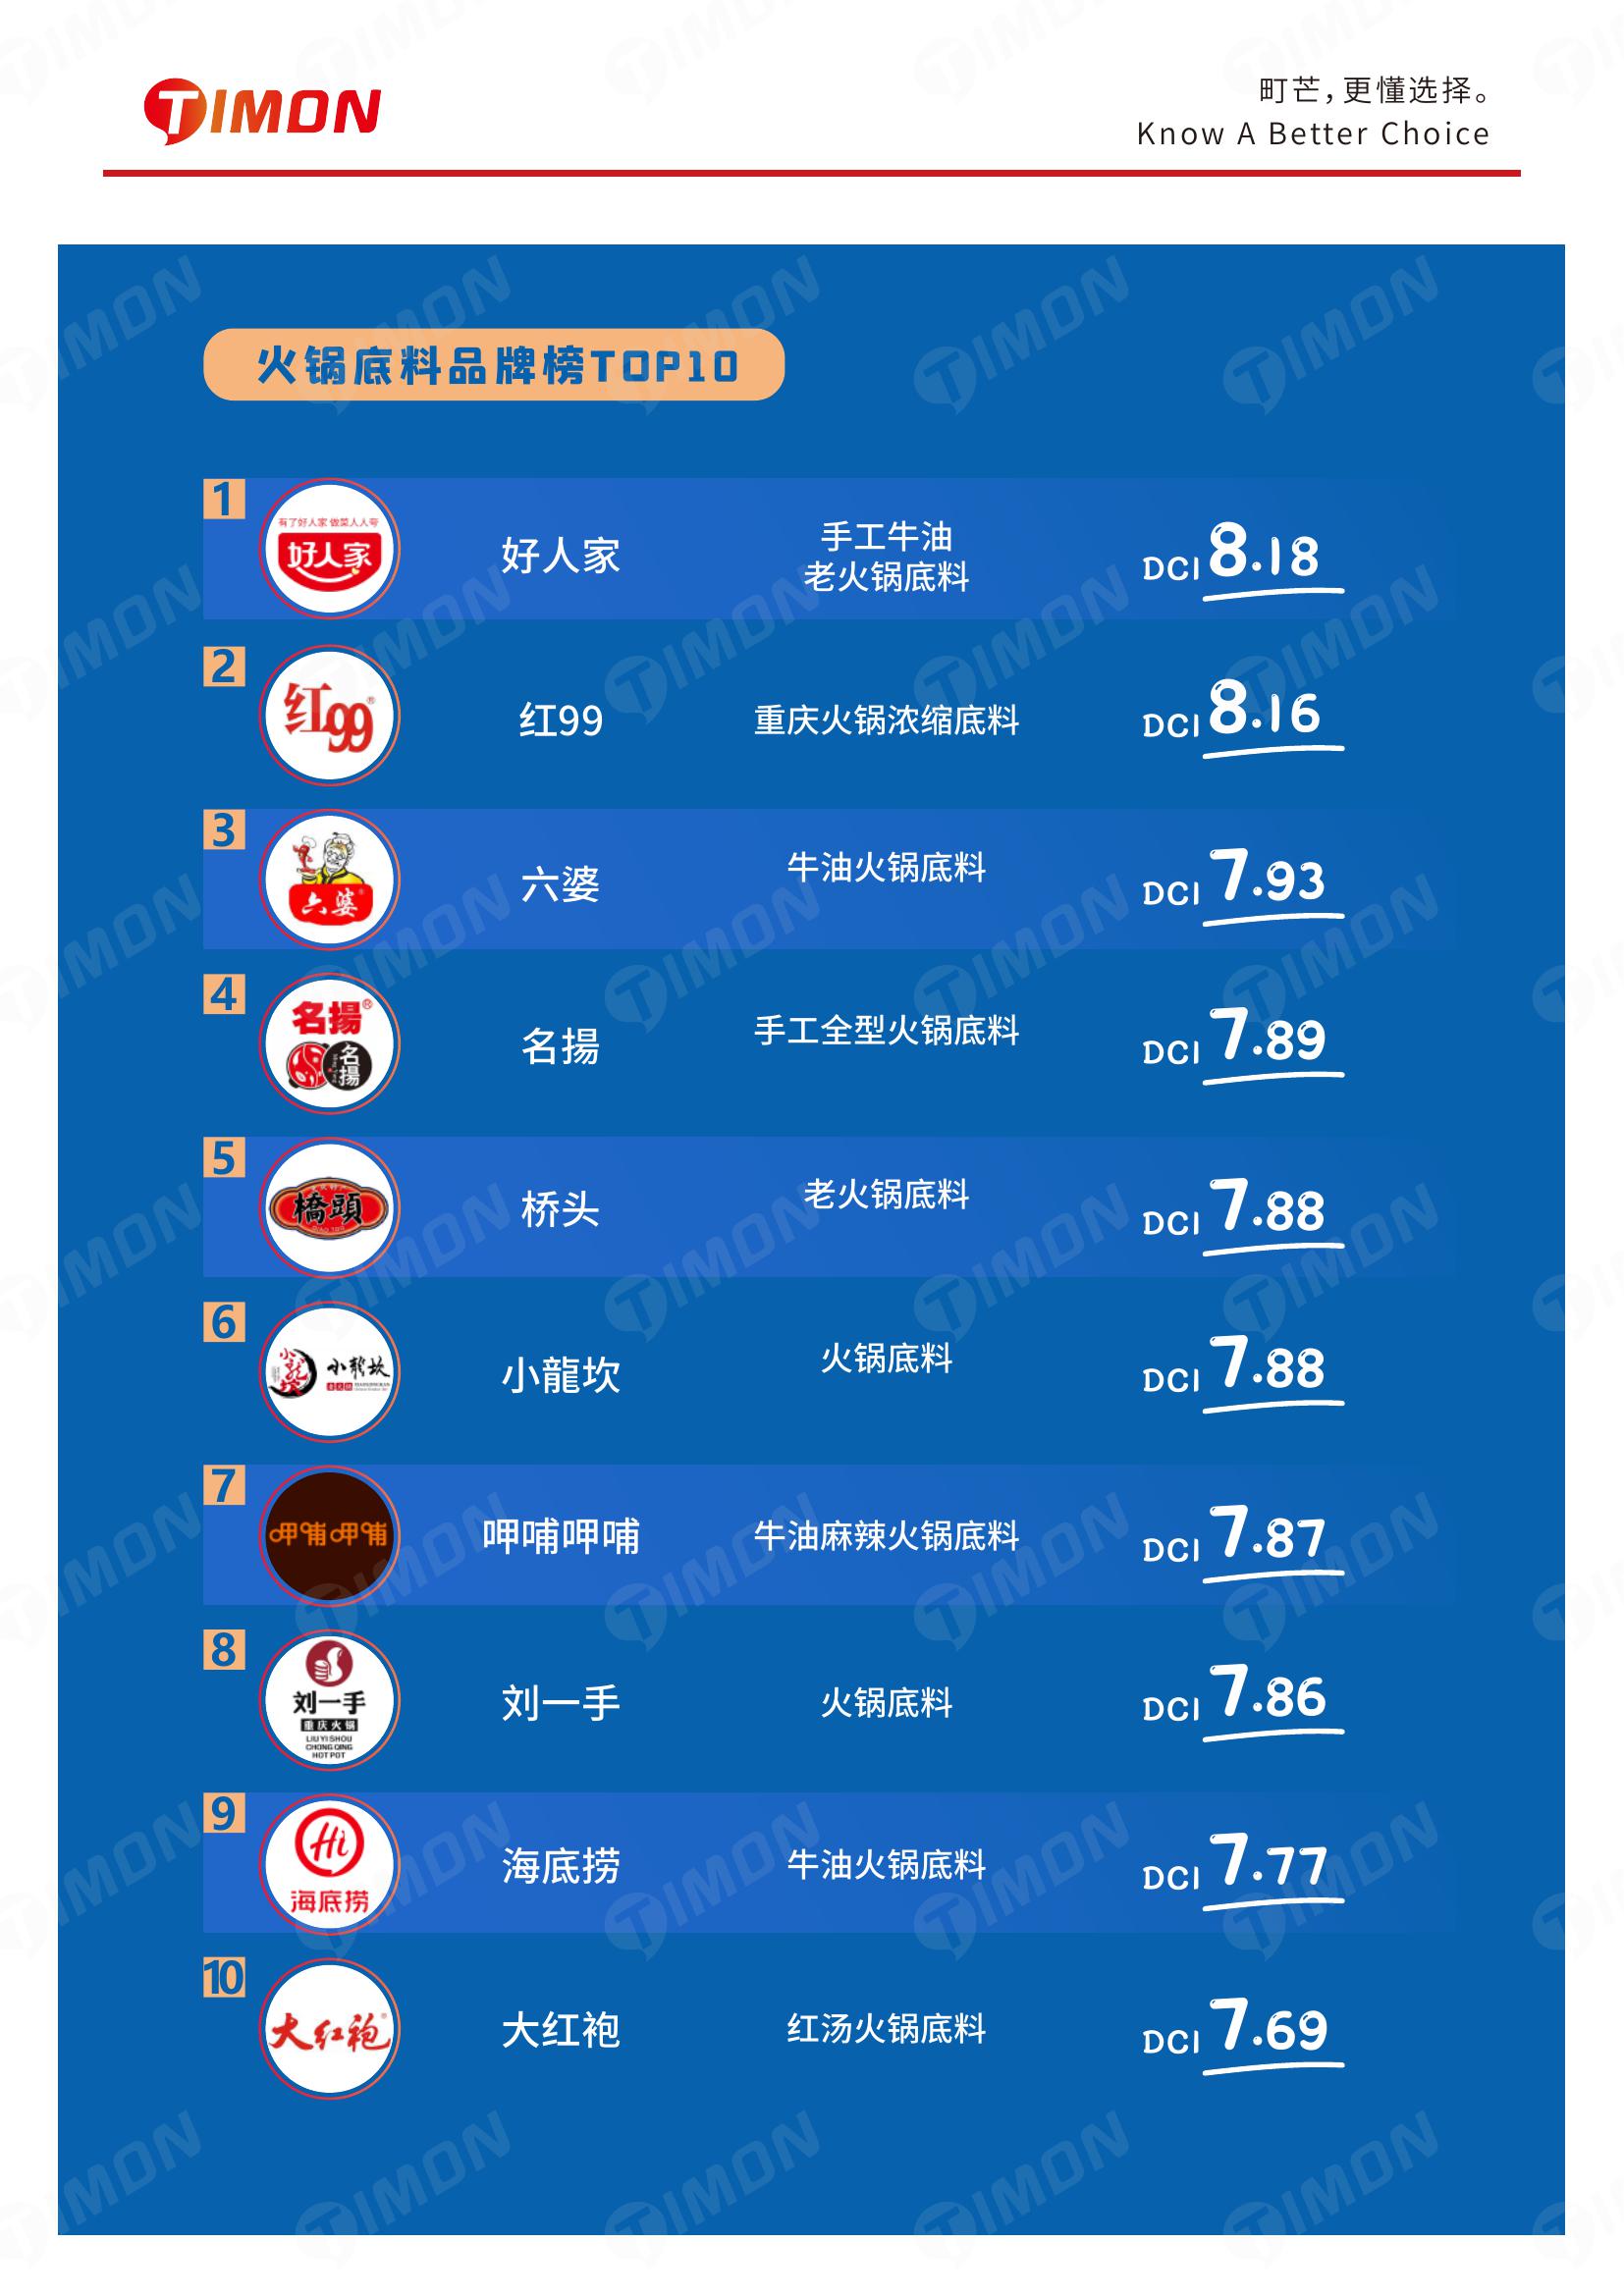 TIMON
町芒，更懂选择。
Know A Better Choice
火锅底料品牌榜TOP10
1
有了好人家 做菜人人夸
好人家
好人家
手工牛油
老火锅底料
DCI 8.18
2
红99®
红99
重庆火锅浓缩底料
DCI 8.16
3
六婆
六婆
牛油火锅底料
DCI 7.93
4
名揚®
名揚
名揚
手工全型火锅底料
DCI 7.89
5
橋頭
桥头
老火锅底料
DCI 7.88
6
小龍坎
小龍坎
小龍坎
火锅底料
DCI 7.88
7
呷哺呷哺
呷哺呷哺
牛油麻辣火锅底料
DCI 7.87
8
刘一手
重庆火锅
LIU YI SHOU
CHONG QING
HOT POT
刘一手
火锅底料
DCI 7.86
9
Hi
海底捞
海底捞
牛油火锅底料
DCI 7.77
10
大红袍
大红袍
红汤火锅底料
DCI 7.69